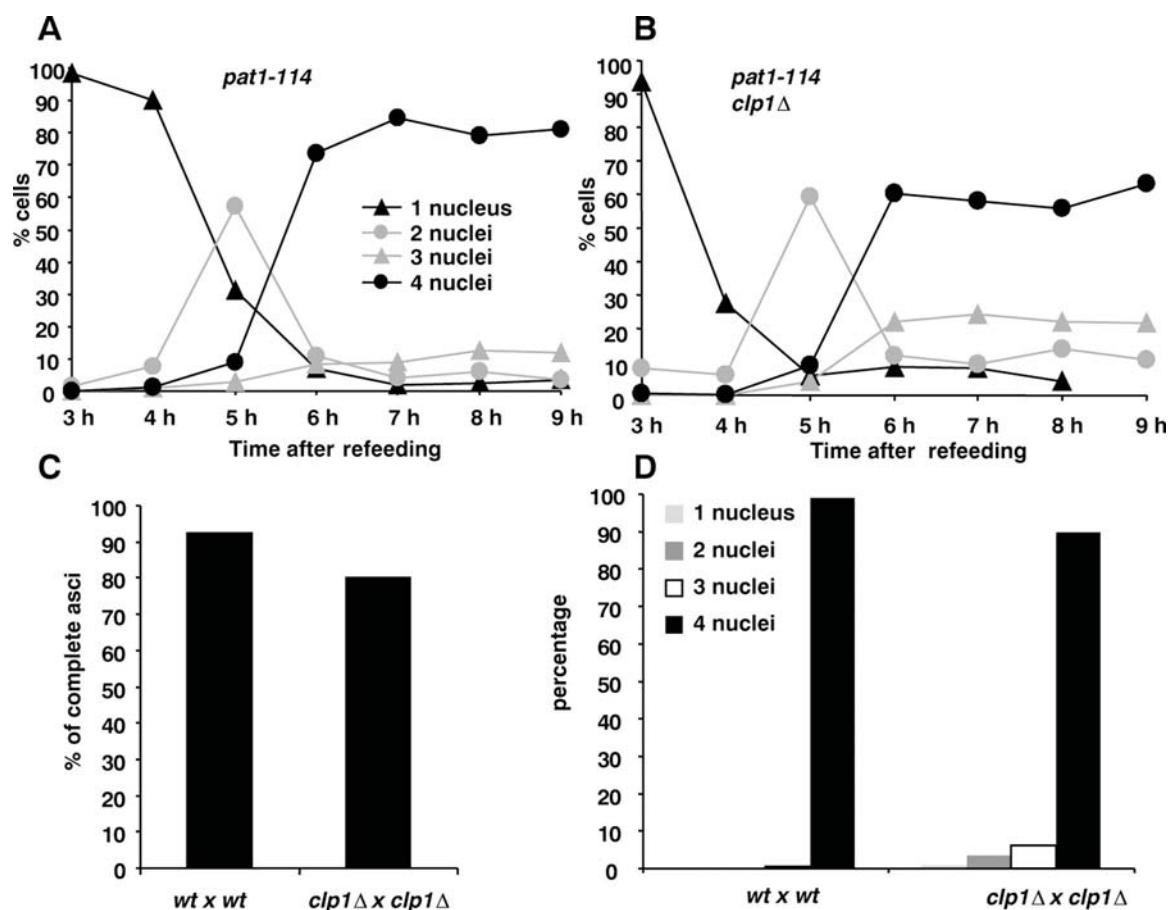 A
pat1-114
100
90
80
70
60
50
40
30
20
10
0
% cells
1 nucleus
2 nuclei
3 nuclei
4 nuclei
3 h 4 h 5 h 6 h 7 h 8 h 9 h
Time after refeeding
B
pat1-114
clp1Δ
100
90
80
70
60
50
40
30
20
10
0
% cells
3 h 4 h 5 h 6 h 7 h 8 h 9 h
Time after refeeding
C
100
90
80
70
60
50
40
30
20
10
0
% of complete asci
wt x wt clp1Δ x clp1Δ
D
100
90
80
70
60
50
40
30
20
10
0
percentage
1 nucleus
2 nuclei
3 nuclei
4 nuclei
wt x wt clp1Δ x clp1Δ